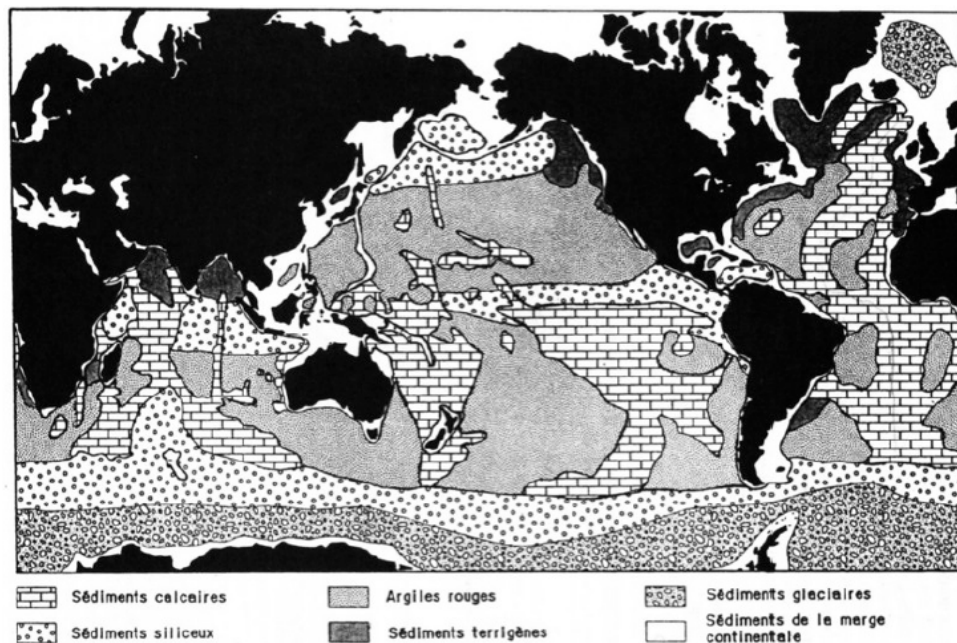 Sédiments calcaires
Argiles rouges
Sédiments glaciaires
Sédiments siliceux
Sédiments terrigènes
Sédiments de la marge
continentale